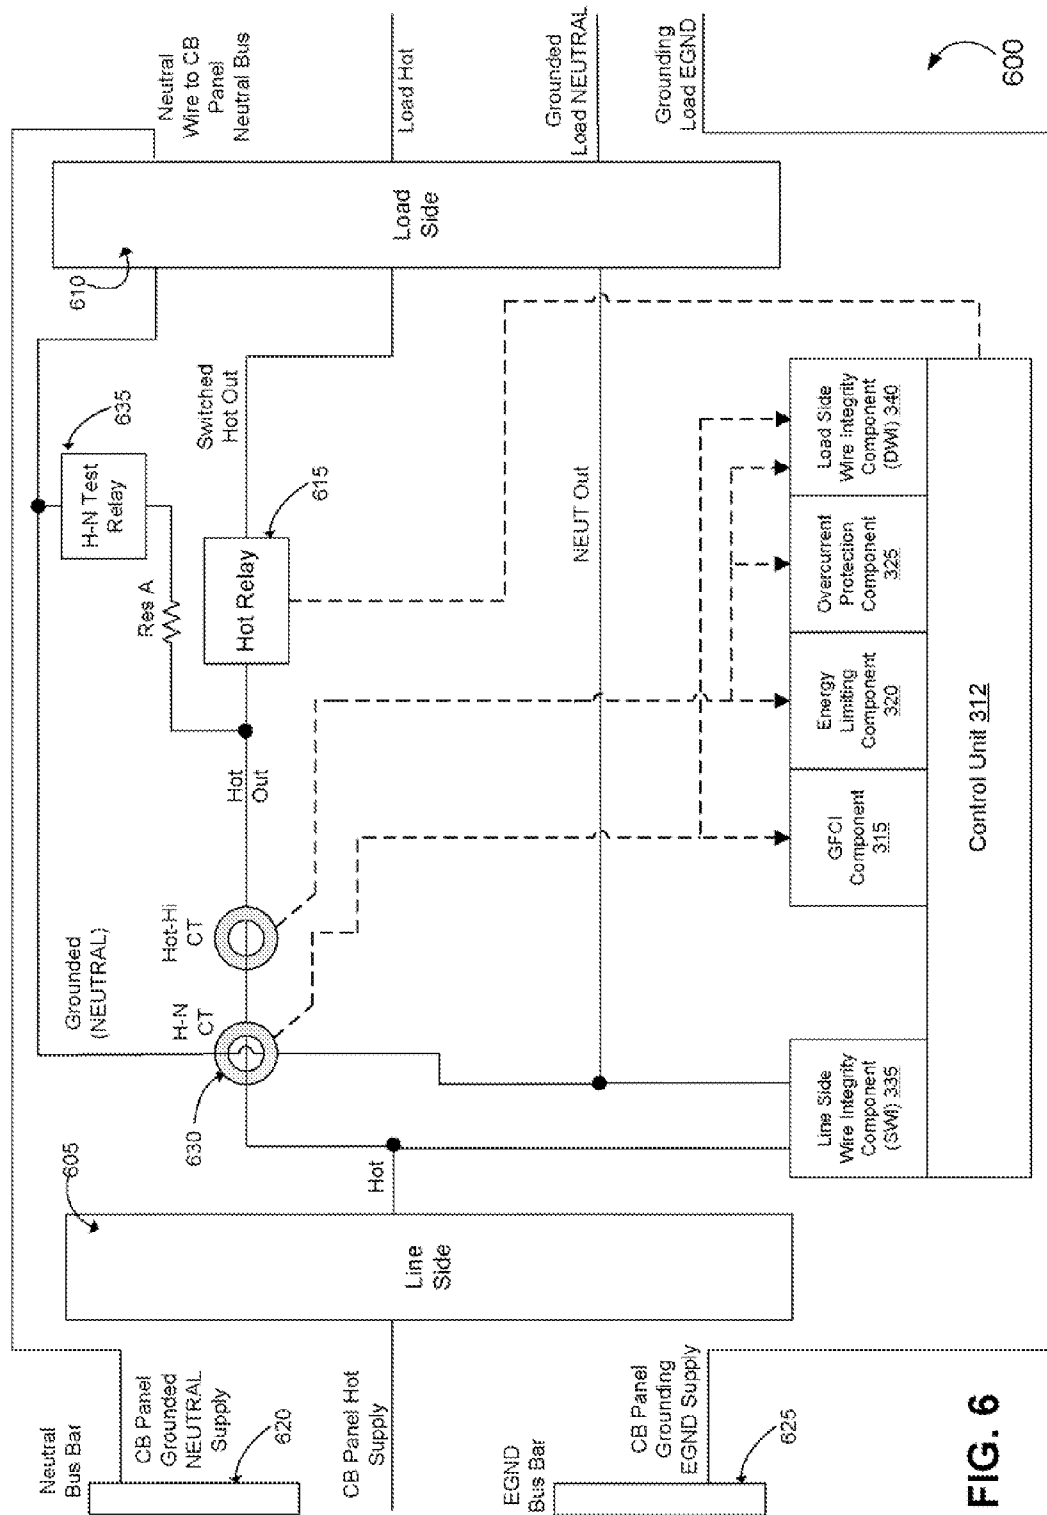 Neutral
Bus Bar
CB Panel
Grounded
NEUTRAL
Supply
620
CB Panel Hot
Supply
EGND
Bus Bar
CB Panel
Grounding
EGND Supply
625
605
Line
Side
Hot
Grounded
(NEUTRAL)
H-N
CT
630
Hot-Hi
CT
Hot
Out
Res A
H-N Test
Relay
635
Hot Relay
615
Switched
Hot Out
NEUT Out
610
Load
Side
Neutral
Wire to CB
Panel
Neutral Bus
Load Hot
Grounded
Load NEUTRAL
Grounding
Load EGND
600
Line Side
Wire Integrity
Component
(SWI) 335
GFCI
Component
315
Energy
Limiting
Component
320
Overcurrent
Protection
Component
325
Load Side
Wire Integrity
Component
(DWI) 340
Control Unit 312
FIG. 6